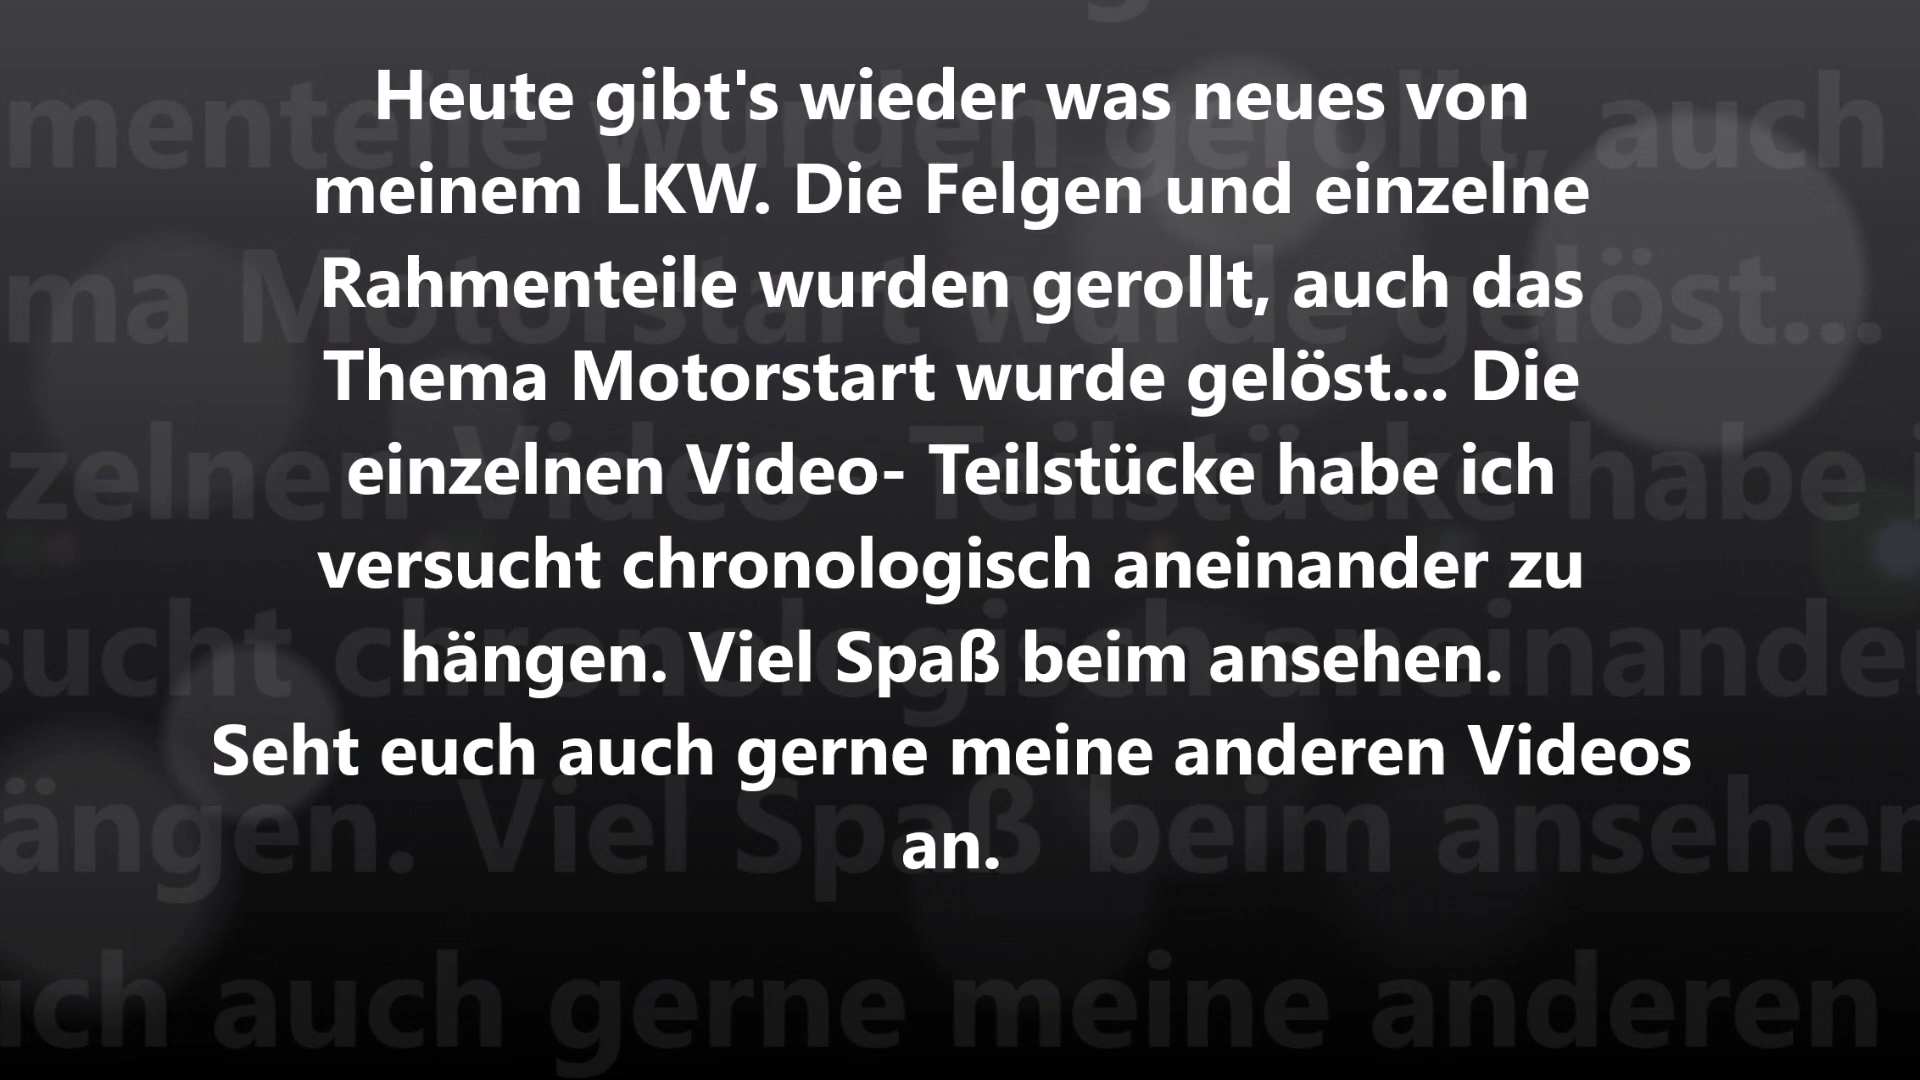 Heute gibt's wieder was neues von
meinem LKW. Die Felgen und einzelne
Rahmenteile wurden gerollt, auch das
Thema Motorstart wurde gelöst... Die
einzelnen Video- Teilstücke habe ich
versucht chronologisch aneinander zu
hängen. Viel Spaß beim ansehen.
Seht euch auch gerne meine anderen Videos
an.